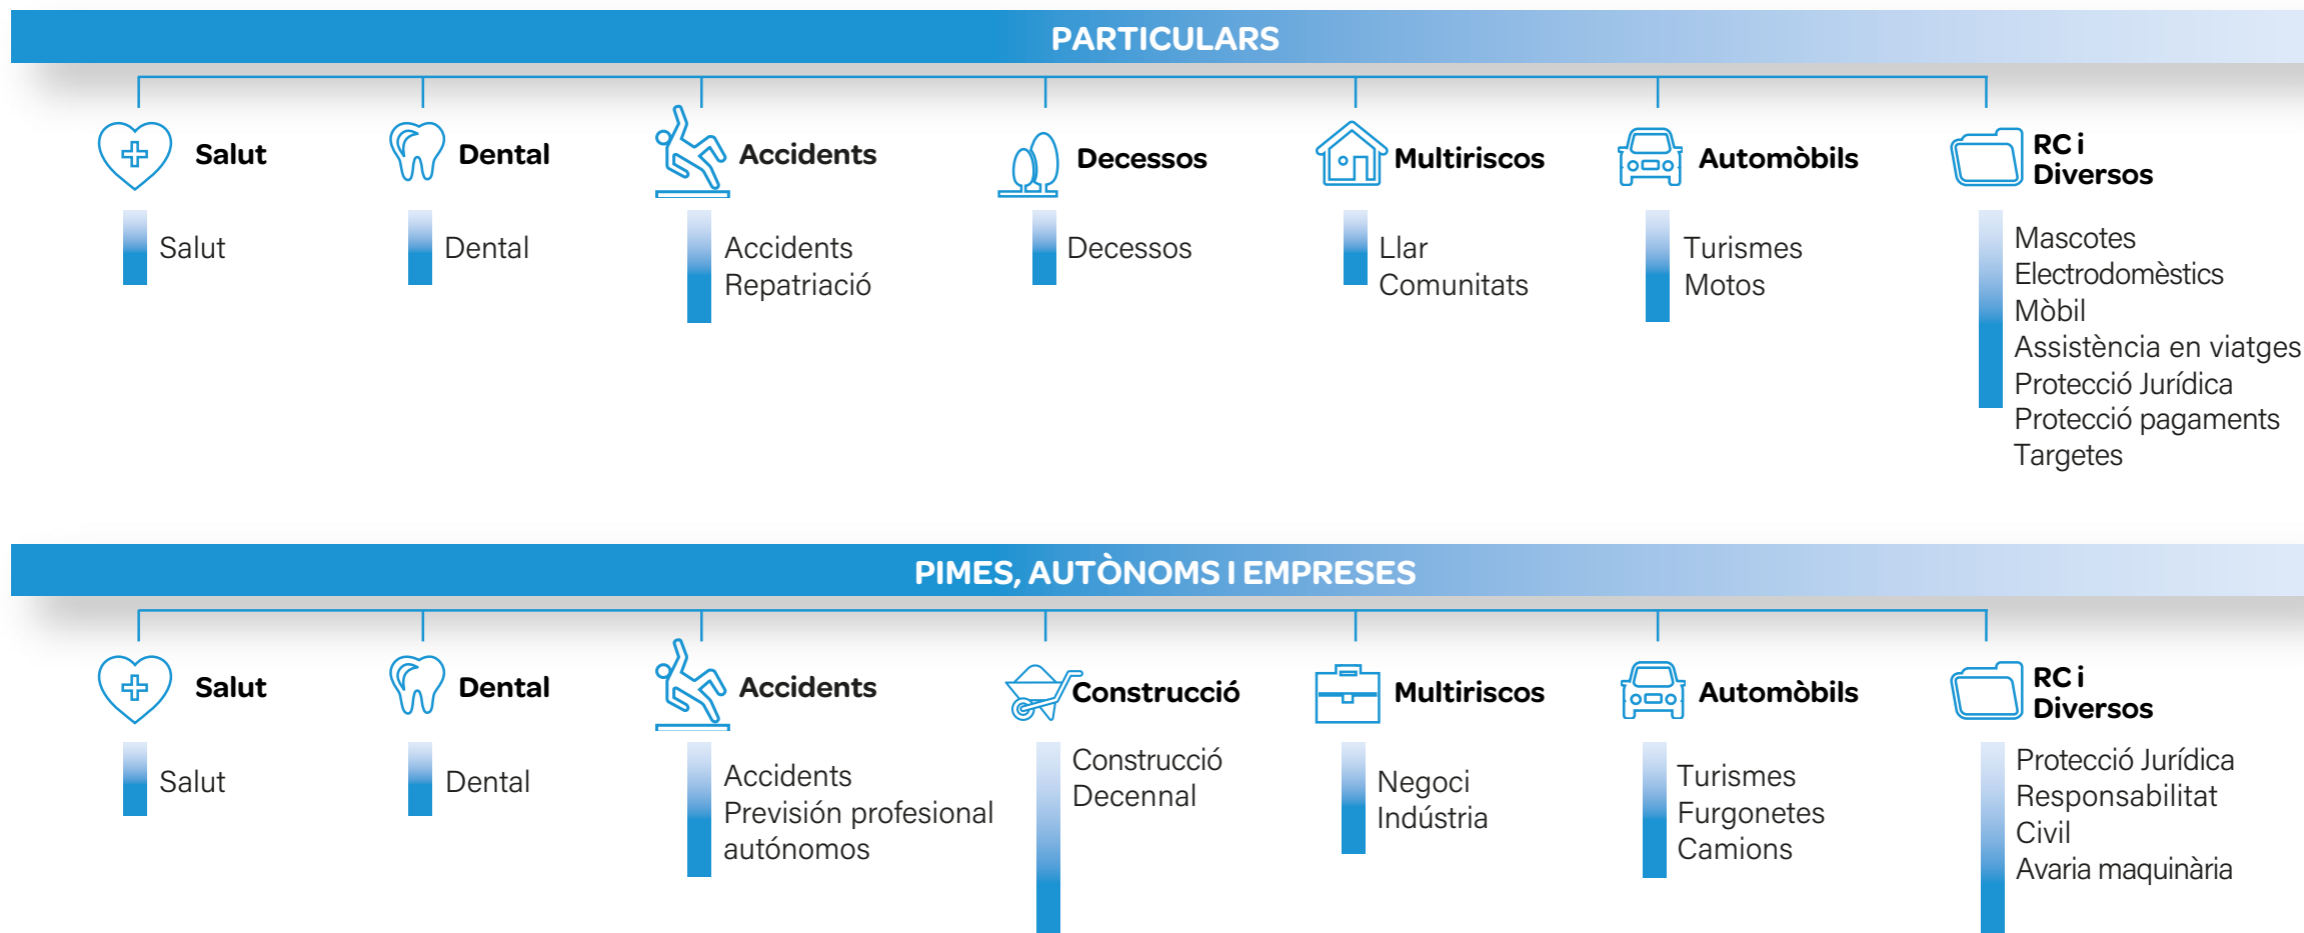 PARTICULARS
Salut
Salut
Dental
Dental
Accidents
Accidents
Repatriació
Decessos
Decessos
Multiriscos
Llar
Comunitats
Automòbils
Turismes
Motos
RC i
Diversos
Mascotes
Electrodomèstics
Mòbil
Assistència en viatges
Protecció Jurídica
Protecció pagaments
Targetes
PIMES, AUTÒNOMS I EMPRESES
Salut
Salut
Dental
Dental
Accidents
Accidents
Previsión profesional
autónomos
Construcció
Construcció
Decennal
Multiriscos
Negoci
Indústria
Automòbils
Turismes
Furgonetes
Camions
RC i
Diversos
Protecció Jurídica
Responsabilitat
Civil
Avaria maquinària